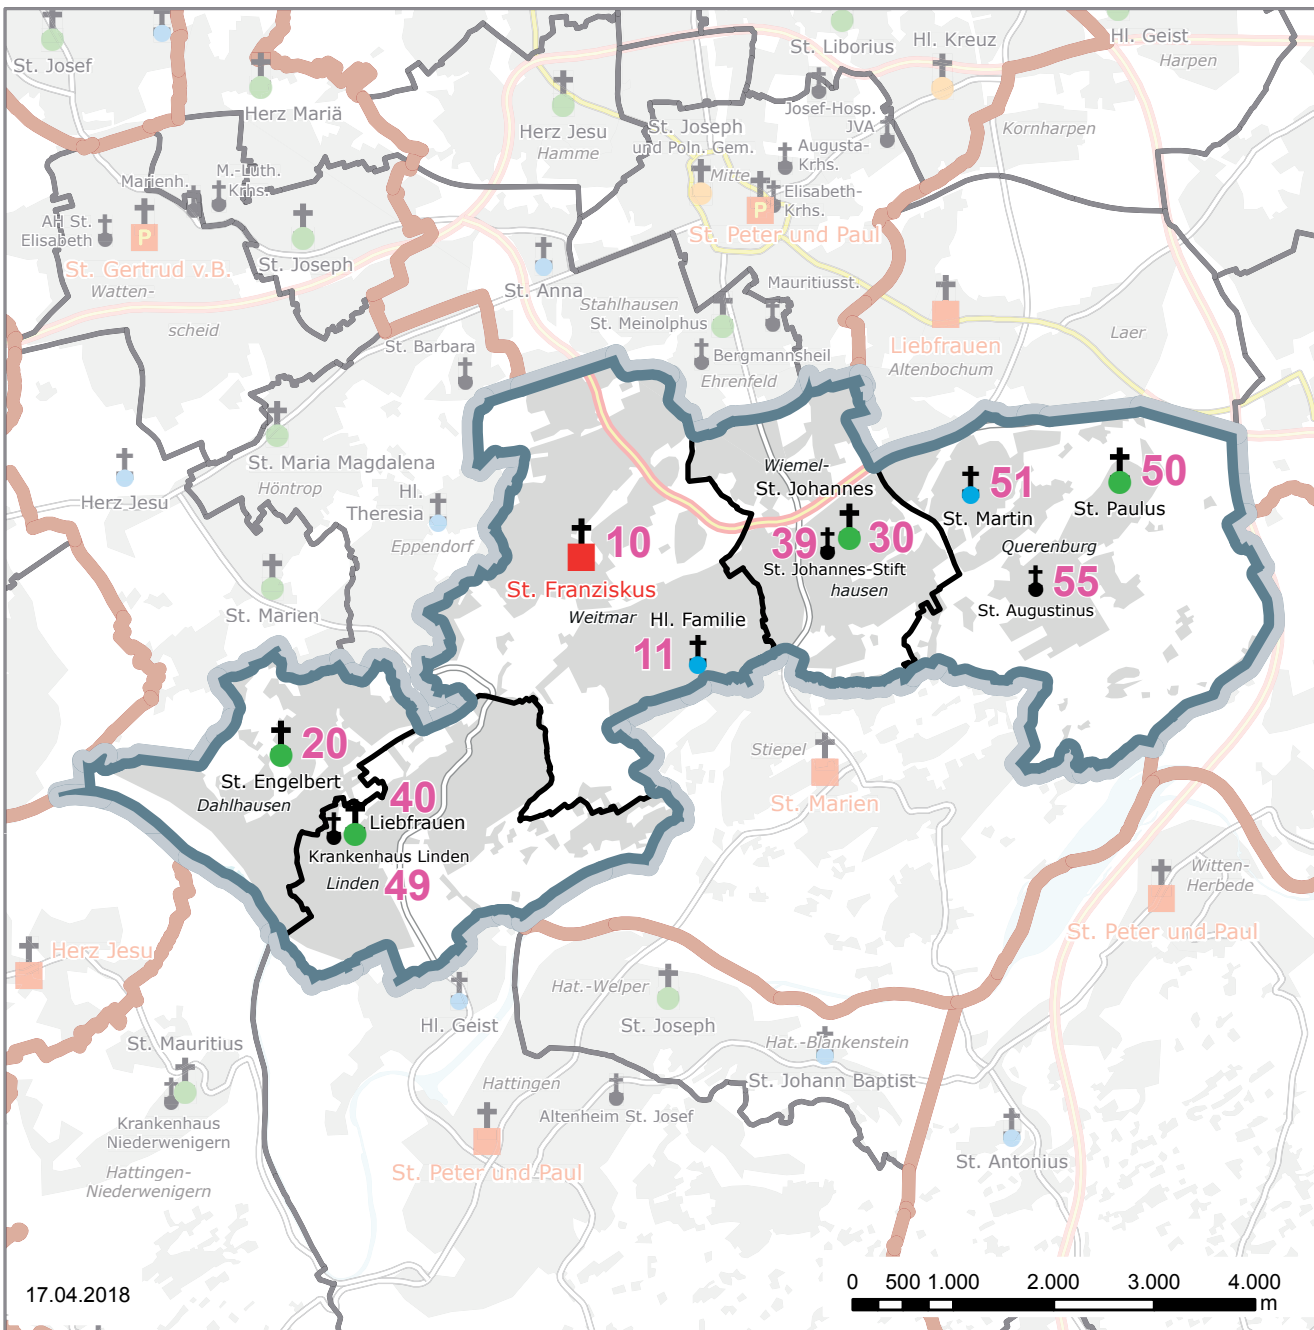 St. Josef
Herz Mariä
St. Liborius
Hl. Kreuz
Hl. Geist
Harpen
Herz Jesu
Hamme
St. Joseph
und Poln. Gem.
Mitte
Josef-Hosp.
JVA
Augusta-
Krhs.
Elisabeth-
Krhs.
Kornharpen
Marienh.
M.-Luth.
Krhs.
AH St.
Elisabeth
P
St. Gertrud v.B.
Watten-
scheid
St. Joseph
P
St. Peter und Paul
St. Anna
Stahlhausen
St. Meinolphus
Mauritiusst.
Bergmannsheil
Ehrenfeld
Liebfrauen
Altenbochum
Laer
St. Barbara
St. Maria Magdalena
Höntrop
Herz Jesu
Hl.
Theresia
Eppendorf
St. Marien
Wiemel-
St. Johannes
39
30
St. Johannes-Stift
hausen
51
St. Martin
50
St. Paulus
Querenburg
55
St. Augustinus
10
St. Franziskus
Weitmar
Hl. Familie
11
20
St. Engelbert
Dahlhausen
40
Liebfrauen
Krankenhaus Linden
Linden
49
Stiepel
St. Marien
Witten-
Herbede
St. Peter und Paul
Herz Jesu
St. Mauritius
Krankenhaus
Niederwenigern
Hattingen-
Niederwenigern
Hl. Geist
Hat.-Welper
St. Joseph
Hat.-Blankenstein
St. Johann Baptist
Hattingen
Altenheim St. Josef
St. Peter und Paul
St. Antonius
17.04.2018
0 500 1.000 2.000 3.000 4.000
m